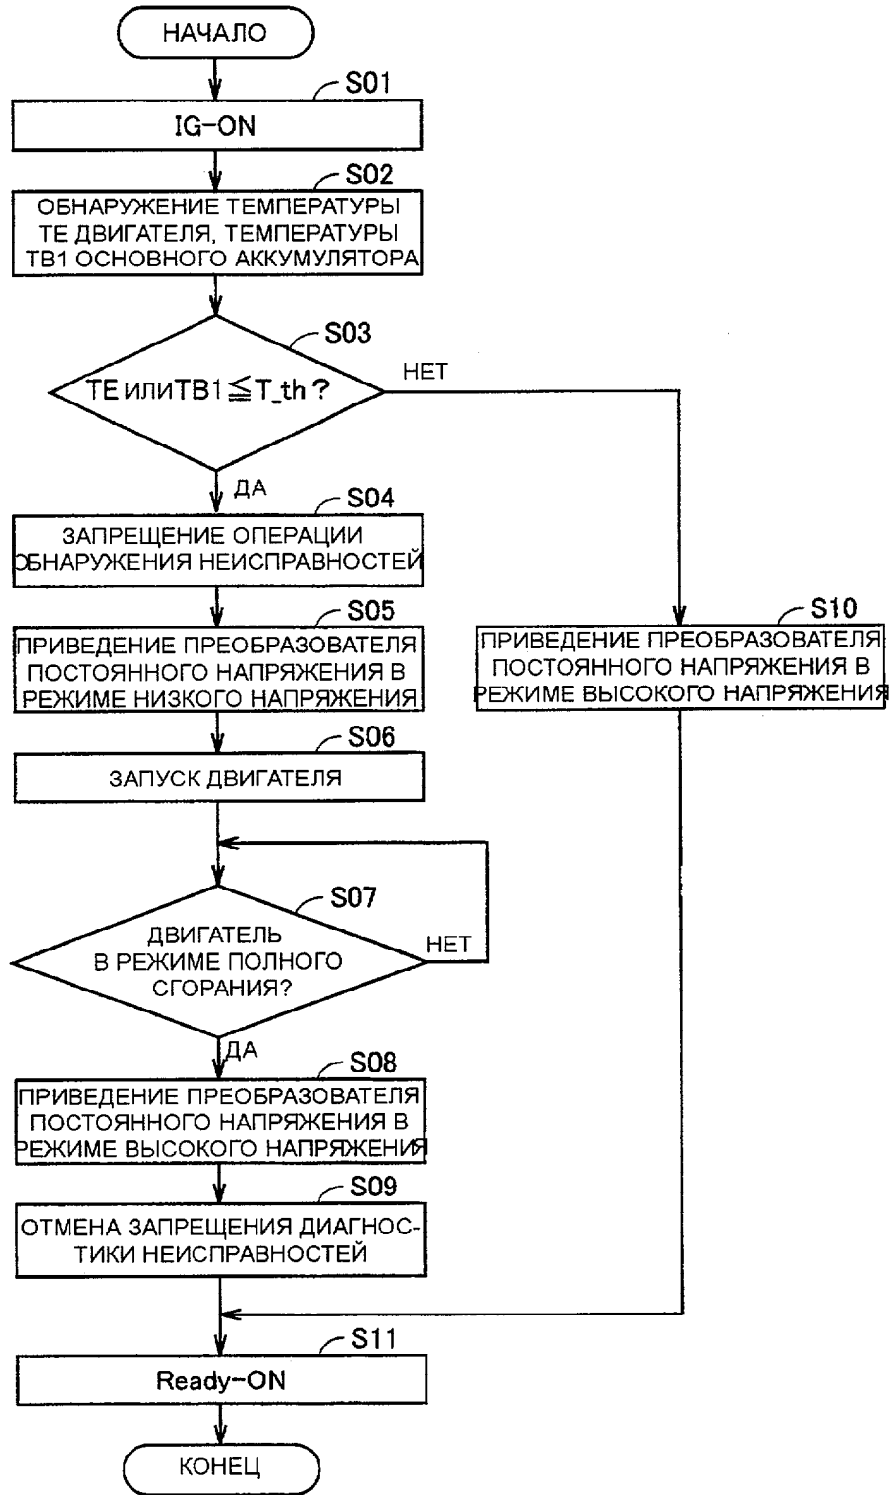 НАЧАЛО
S01
IG-ON
S02
ОБНАРУЖЕНИЕ ТЕМПЕРАТУРЫ
TE ДВИГАТЕЛЯ, ТЕМПЕРАТУРЫ
TB1 ОСНОВНОГО АККУМУЛЯТОРА
S03
TE ИЛИ TB1 ≦ T_th ?
НЕТ
ДА
S04
ЗАПРЕЩЕНИЕ ОПЕРАЦИИ
ОБНАРУЖЕНИЯ НЕИСПРАВНОСТЕЙ
S05
ПРИВЕДЕНИЕ ПРЕОБРАЗОВАТЕЛЯ
ПОСТОЯННОГО НАПРЯЖЕНИЯ В
РЕЖИМЕ НИЗКОГО НАПРЯЖЕНИЯ
S10
ПРИВЕДЕНИЕ ПРЕОБРАЗОВАТЕЛЯ
ПОСТОЯННОГО НАПРЯЖЕНИЯ В
РЕЖИМЕ ВЫСОКОГО НАПРЯЖЕНИЯ
S06
ЗАПУСК ДВИГАТЕЛЯ
S07
ДВИГАТЕЛЬ
В РЕЖИМЕ ПОЛНОГО
СГОРАНИЯ?
НЕТ
ДА
S08
ПРИВЕДЕНИЕ ПРЕОБРАЗОВАТЕЛЯ
ПОСТОЯННОГО НАПРЯЖЕНИЯ В
РЕЖИМЕ ВЫСОКОГО НАПРЯЖЕНИЯ
S09
ОТМЕНА ЗАПРЕЩЕНИЯ ДИАГНОС-
ТИКИ НЕИСПРАВНОСТЕЙ
S11
Ready-ON
КОНЕЦ